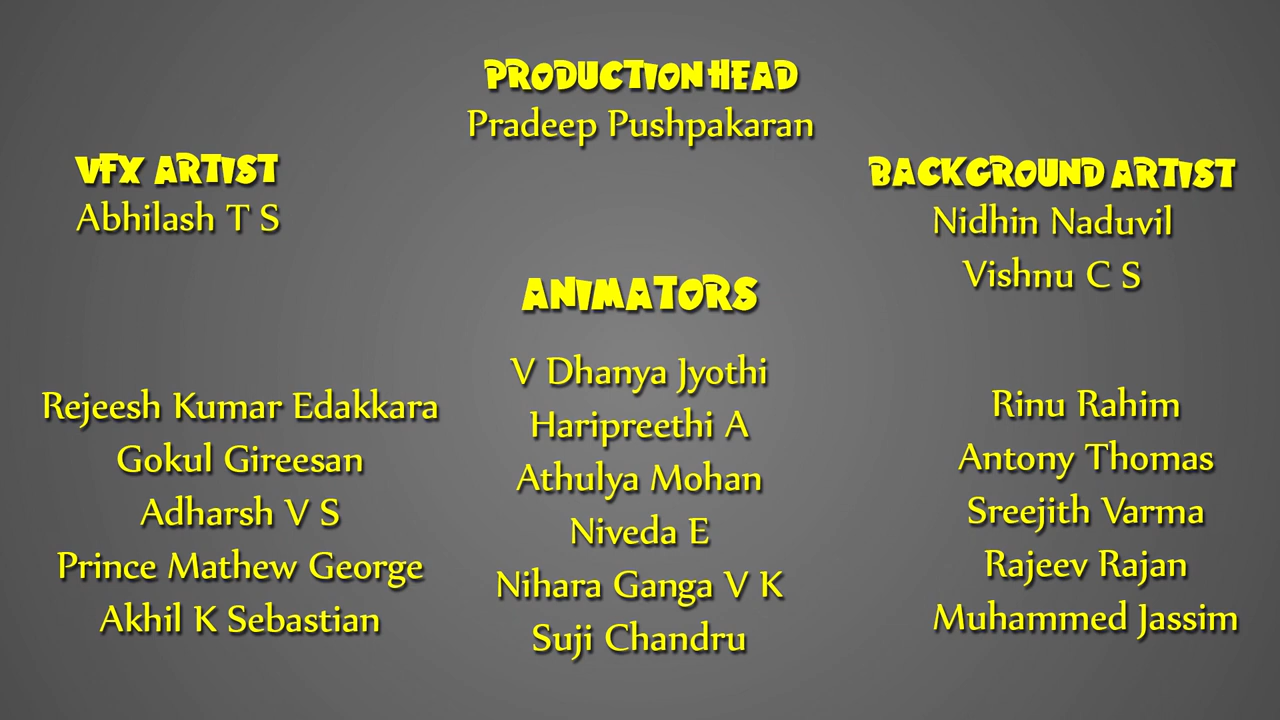 PRODUCTION HEAD
Pradeep Pushpakaran
VFX ARTIST
Abhilash T S
BACKGROUND ARTIST
Nidhin Naduvil
Vishnu C S
ANIMATORS
Rejeesh Kumar Edakkara
Gokul Gireesan
Adharsh V S
Prince Mathew George
Akhil K Sebastian
V Dhanya Jyothi
Haripreethi A
Athulya Mohan
Niveda E
Nihara Ganga V K
Suji Chandru
Rinu Rahim
Antony Thomas
Sreejith Varma
Rajeev Rajan
Muhammed Jassim